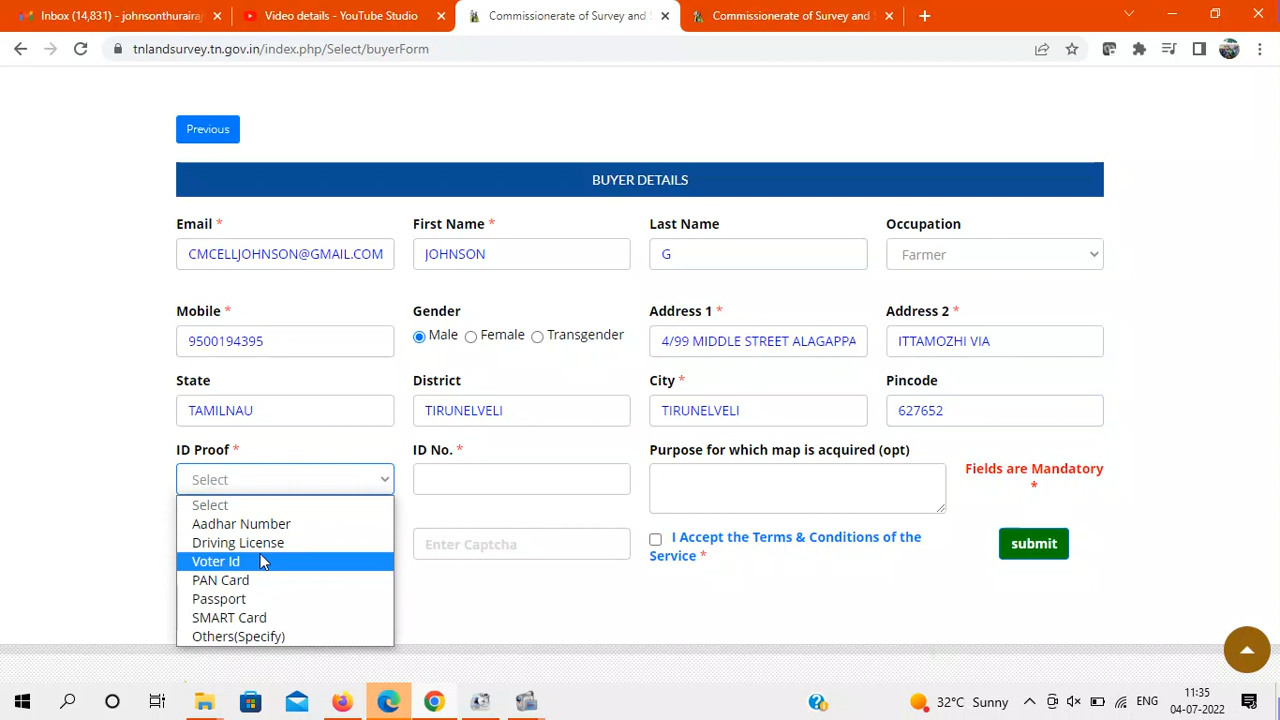 Inbox (14,831) - johnsonthurairaj
Video details - YouTube Studio
Commissionerate of Survey and
Commissionerate of Survey and S
tnlandsurvey.tn.gov.in/index.php/Select/buyerForm
Previous
BUYER DETAILS
Email *
First Name *
Last Name
Occupation
CMCELLJOHNSON@GMAIL.COM
JOHNSON
G
Farmer
Mobile *
Gender
Address 1 *
Address 2 *
9500194395
Male
Female
Transgender
4/99 MIDDLE STREET ALAGAPPA
ITTAMOZHI VIA
State
District
City *
Pincode
TAMILNAU
TIRUNELVELI
TIRUNELVELI
627652
ID Proof *
ID No. *
Purpose for which map is acquired (opt)
Fields are Mandatory
*
Select
Select
Aadhar Number
Driving License
Voter Id
PAN Card
Passport
SMART Card
Others(Specify)
Enter Captcha
I Accept the Terms & Conditions of the
Service *
submit
32°C Sunny
ENG
11:35
04-07-2022